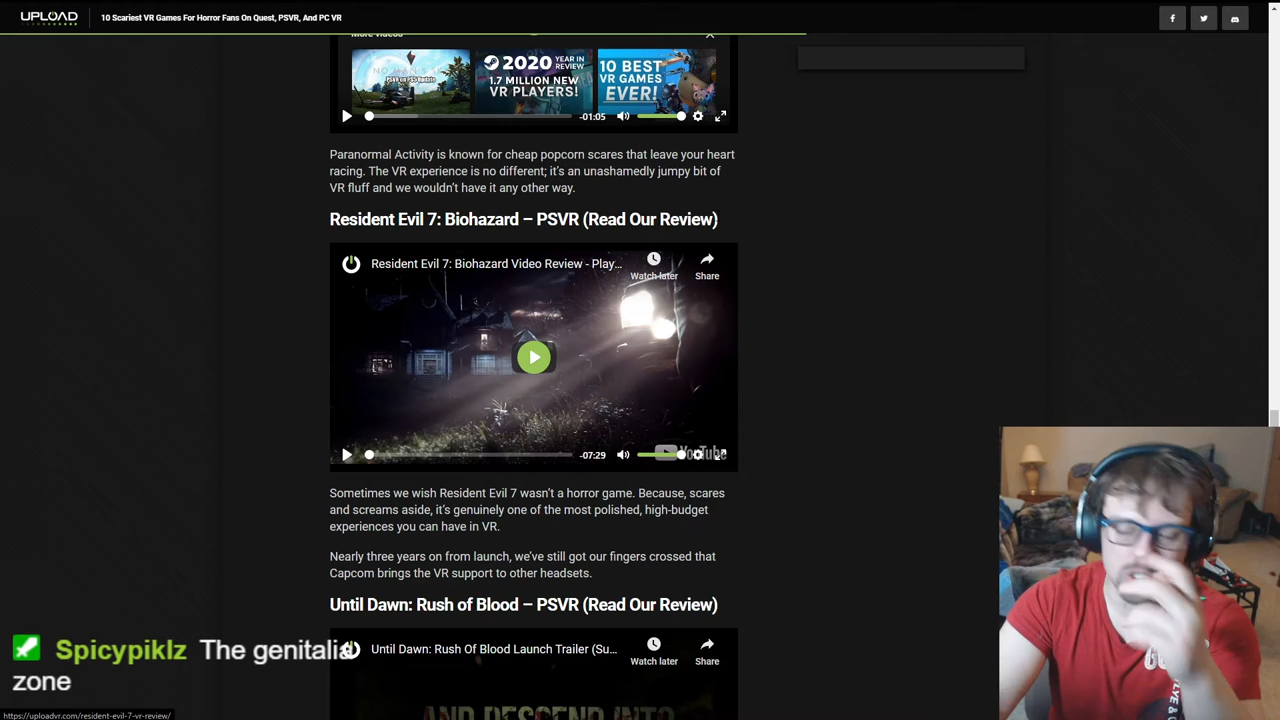 UPLOAD
10 Scariest VR Games For Horror Fans On Quest, PSVR, And PC VR
2020 YEAR IN REVIEW
1.7 MILLION NEW
VR PLAYERS!
10 BEST
VR GAMES
EVER!
-01:05
Paranormal Activity is known for cheap popcorn scares that leave your heart
racing. The VR experience is no different; it's an unashamedly jumpy bit of
VR fluff and we wouldn't have it any other way.
Resident Evil 7: Biohazard – PSVR (Read Our Review)
Resident Evil 7: Biohazard Video Review - Play...
Watch later
Share
-07:29
YouTube
Sometimes we wish Resident Evil 7 wasn't a horror game. Because, scares
and screams aside, it's genuinely one of the most polished, high-budget
experiences you can have in VR.
Nearly three years on from launch, we've still got our fingers crossed that
Capcom brings the VR support to other headsets.
Until Dawn: Rush of Blood – PSVR (Read Our Review)
Until Dawn: Rush Of Blood Launch Trailer (Su...
Watch later
Share
AND DESCEND INTO
Spicypiklz The genitalia
zone
https://uploadvr.com/resident-evil-7-vr-review/